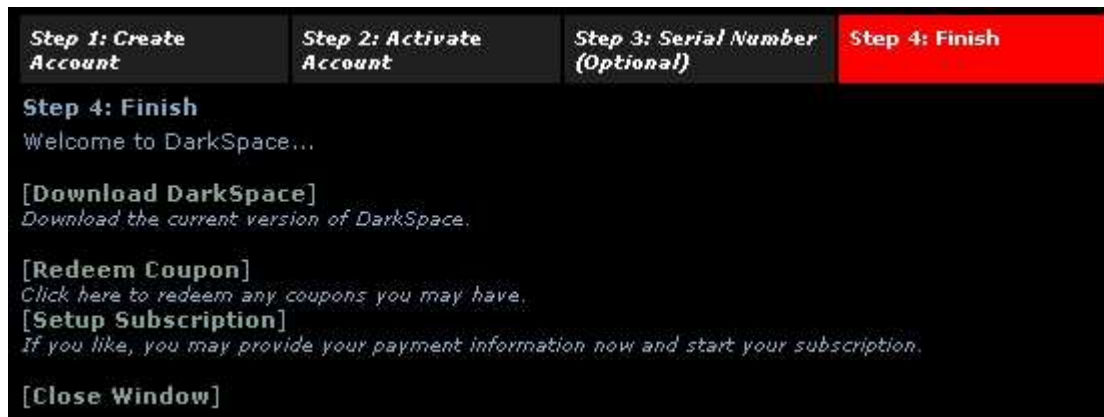 Step 1: Create
Account
Step 2: Activate
Account
Step 3: Serial Number
(Optional)
Step 4: Finish
Step 4: Finish
Welcome to DarkSpace...
[Download DarkSpace]
Download the current version of DarkSpace.
[Redeem Coupon]
Click here to redeem any coupons you may have.
[Setup Subscription]
If you like, you may provide your payment information now and start your subscription.
[Close Window]